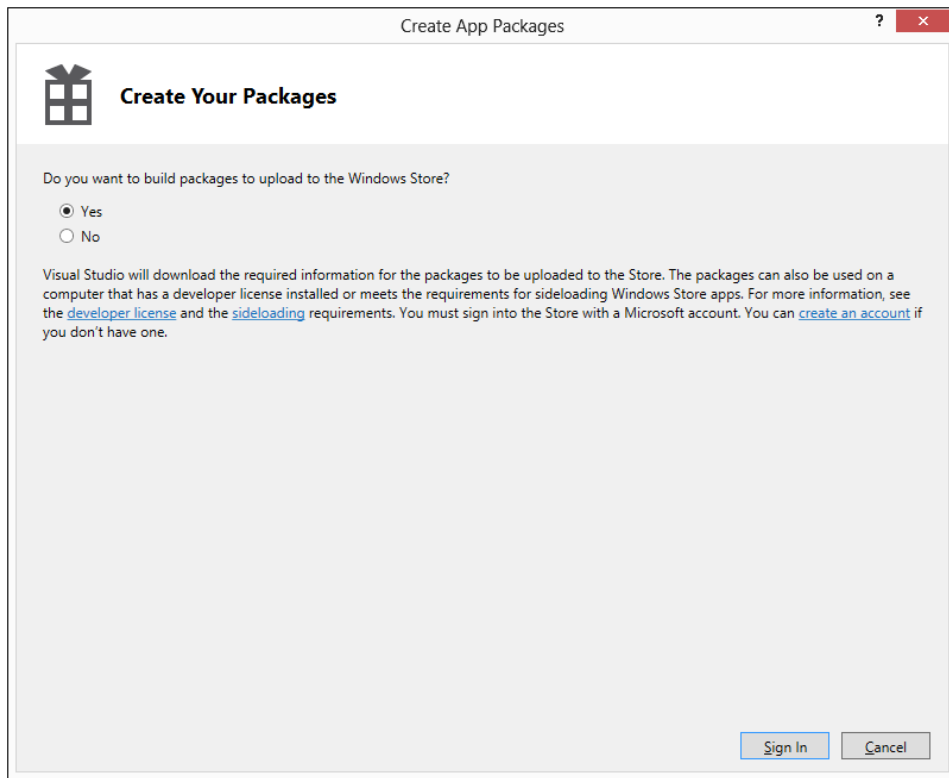 Create App Packages
?
Create Your Packages
Do you want to build packages to upload to the Windows Store?
Yes
No
Visual Studio will download the required information for the packages to be uploaded to the Store. The packages can also be used on a
computer that has a developer license installed or meets the requirements for sideloading Windows Store apps. For more information, see
the developer license and the sideloading requirements. You must sign into the Store with a Microsoft account. You can create an account if
you don't have one.
Sign In
Cancel